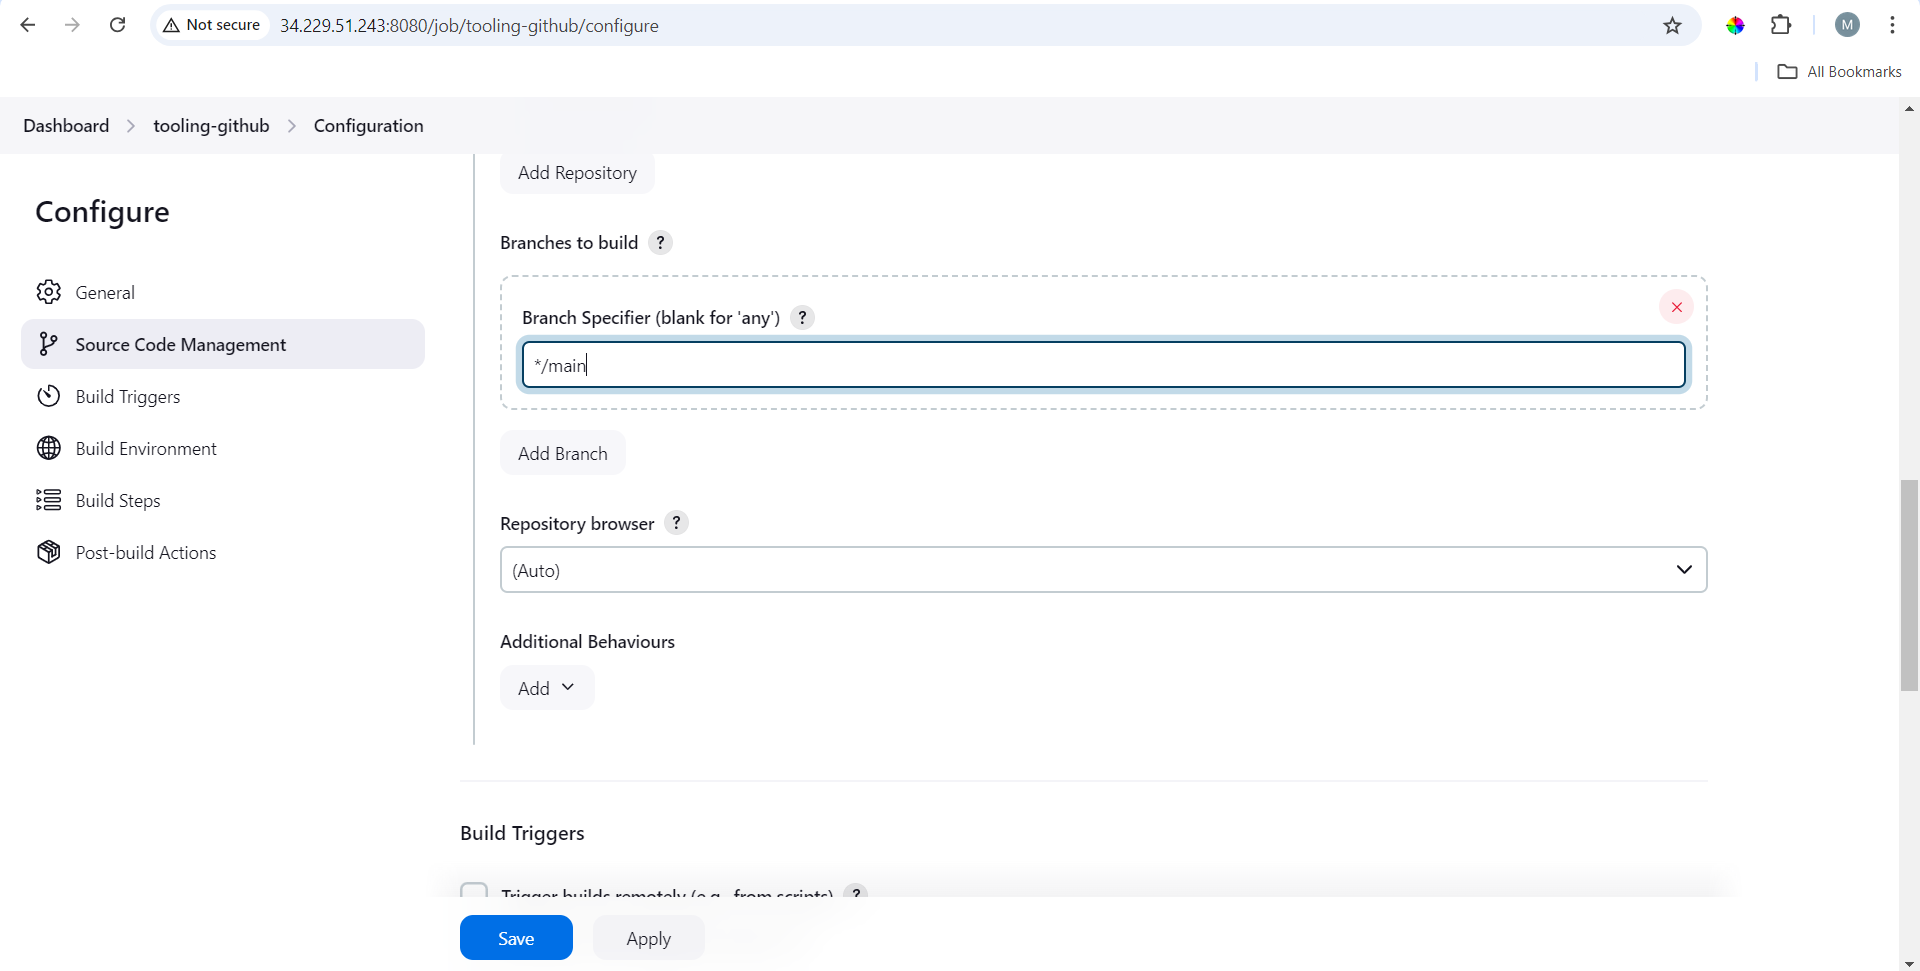 Not secure 34.229.51.243:8080/job/tooling-github/configure M
All Bookmarks
Dashboard tooling-github Configuration
Configure
General
Source Code Management
Build Triggers
Build Environment
Build Steps
Post-build Actions
Add Repository
Branches to build ?
Branch Specifier (blank for 'any') ?
*/main
Add Branch
Repository browser ?
(Auto)
Additional Behaviours
Add
Build Triggers
Trigger builds remotely (e.g., from scripts) ?
Save Apply